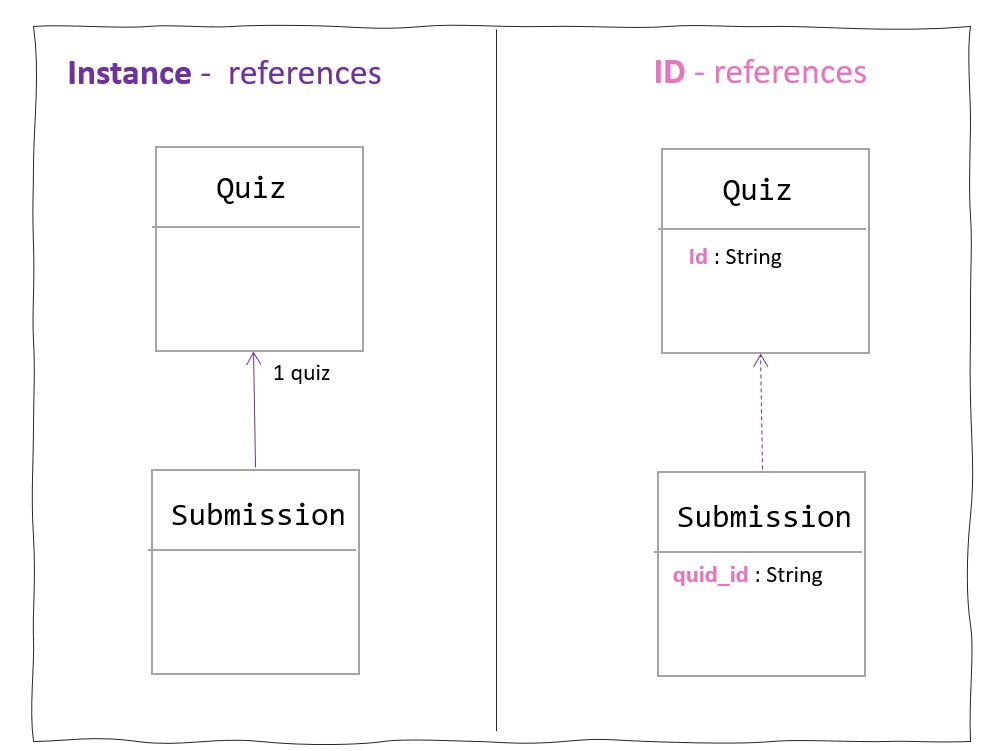 Instance - references
Quiz
1 quiz
Submission
ID - references
Quiz
Id : String
Submission
quid_id : String